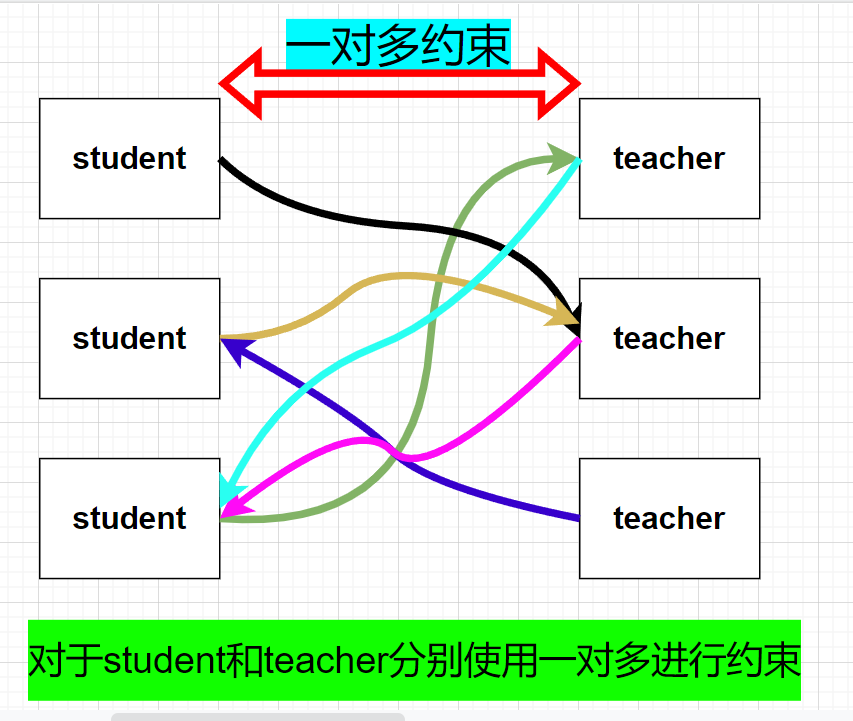 一对多约束
student
teacher
student
teacher
student
teacher
对于student和teacher分别使用一对多进行约束